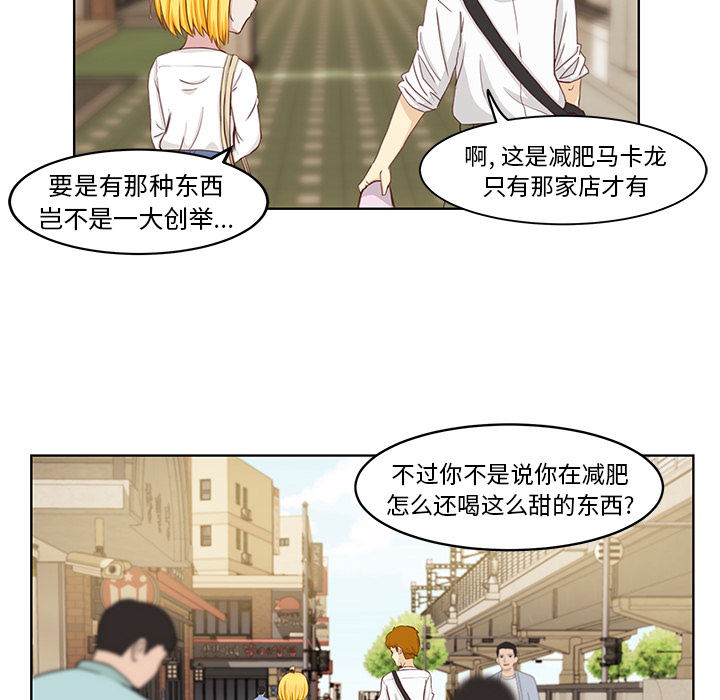 要是有那种东西
岂不是一大创举...
啊, 这是减肥马卡龙
只有那家店才有
不过你不是说你在减肥
怎么还喝这么甜的东西?